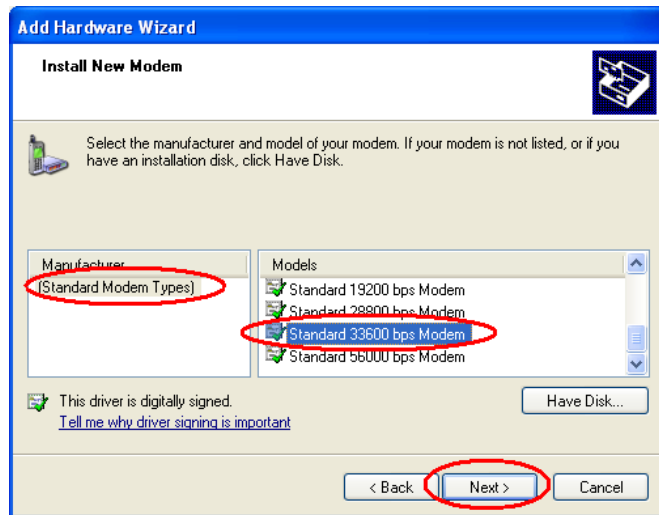 Add Hardware Wizard
Install New Modem
Select the manufacturer and model of your modem. If your modem is not listed, or if you
have an installation disk, click Have Disk.
Manufacturer
(Standard Modem Types)
Models
Standard 19200 bps Modem
Standard 28800 bps Modem
Standard 33600 bps Modem
Standard 56000 bps Modem
This driver is digitally signed.
Tell me why driver signing is important
Have Disk...
< Back
Next >
Cancel